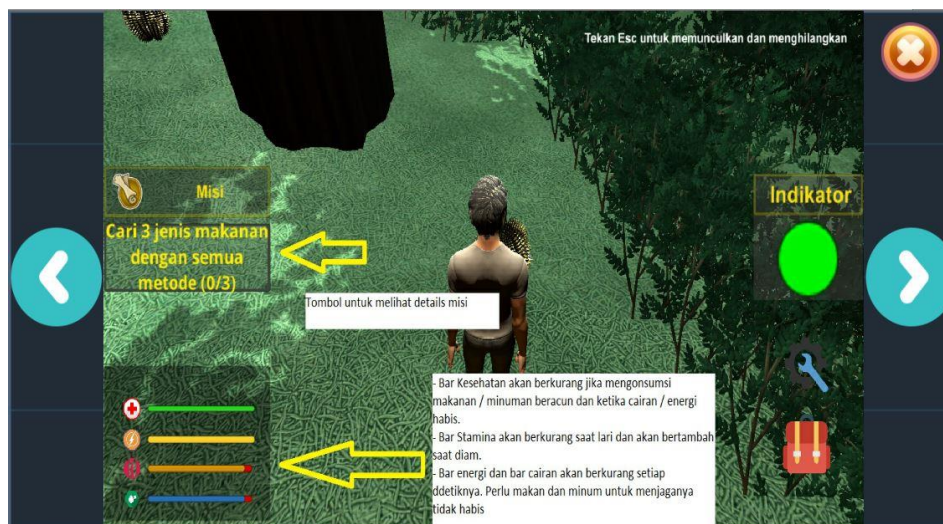 Tekan Esc untuk memunculkan dan menghilangkan
Misi
Cari 3 jenis makanan
dengan semua
metode (0/3)
Indikator
Tombol untuk melihat details misi
- Bar Kesehatan akan berkurang jika mengonsumsi
makanan / minuman beracun dan ketika cairan / energi
habis.
- Bar Stamina akan berkurang saat lari dan akan bertambah
saat diam.
- Bar energi dan bar cairan akan berkurang setiap
ddetiknya. Perlu makan dan minum untuk menjaganya
tidak habis